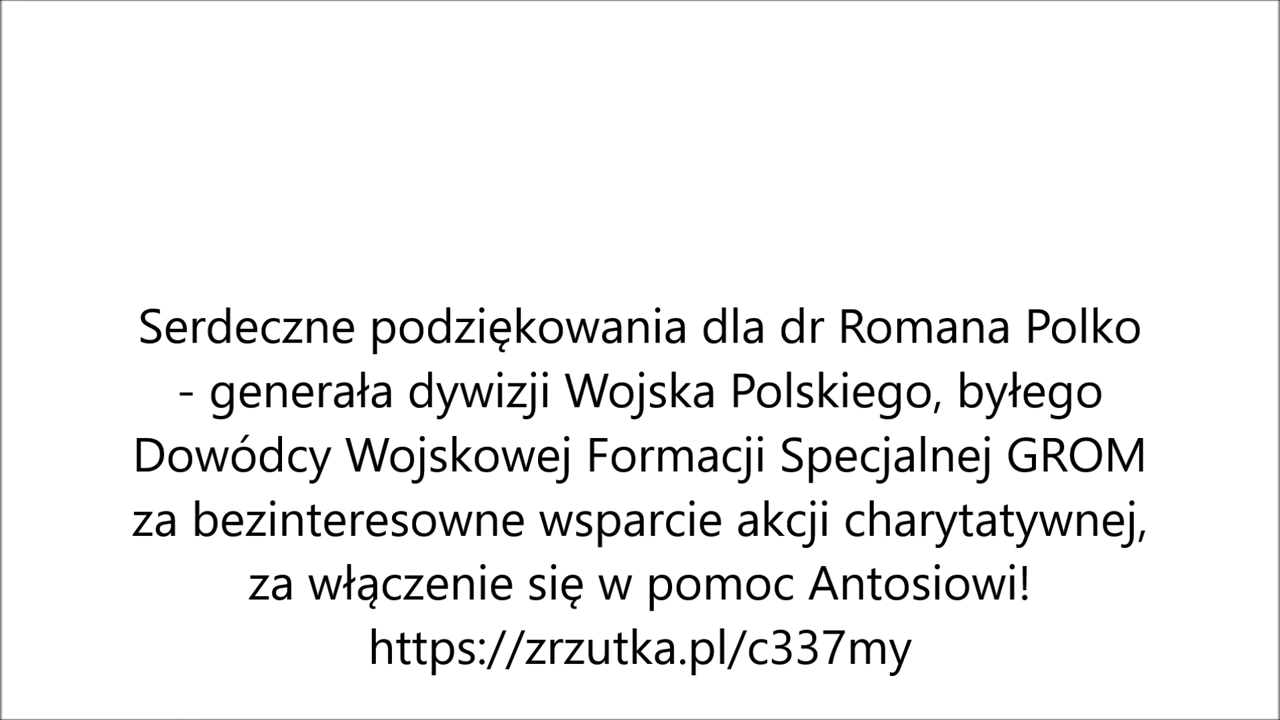 Serdeczne podziękowania dla dr Romana Polko
- generała dywizji Wojska Polskiego, byłego
Dowódcy Wojskowej Formacji Specjalnej GROM
za bezinteresowne wsparcie akcji charytatywnej,
za włączenie się w pomoc Antosiowi!
https://zrzutka.pl/c337my